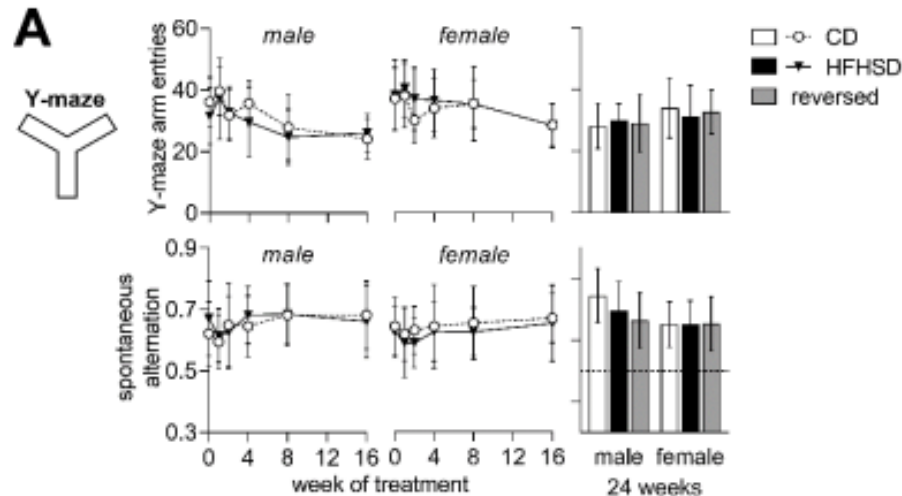 A
Y-maze
Y-maze arm entries
60
40
20
0
male
female
CD
HFHSD
reversed
spontaneous
alternation
0.9
0.7
0.5
0.3
male
female
0 4 8 12 16
0 4 8 12 16
week of treatment
male female
24 weeks